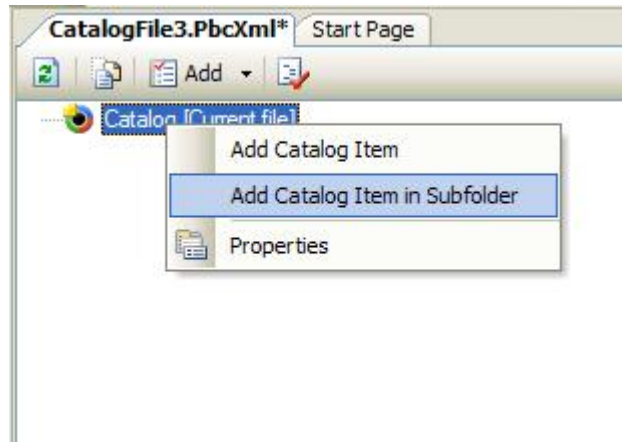 CatalogFile3.PbcXml* Start Page
Add
Catalog [Current file]
Add Catalog Item
Add Catalog Item in Subfolder
Properties